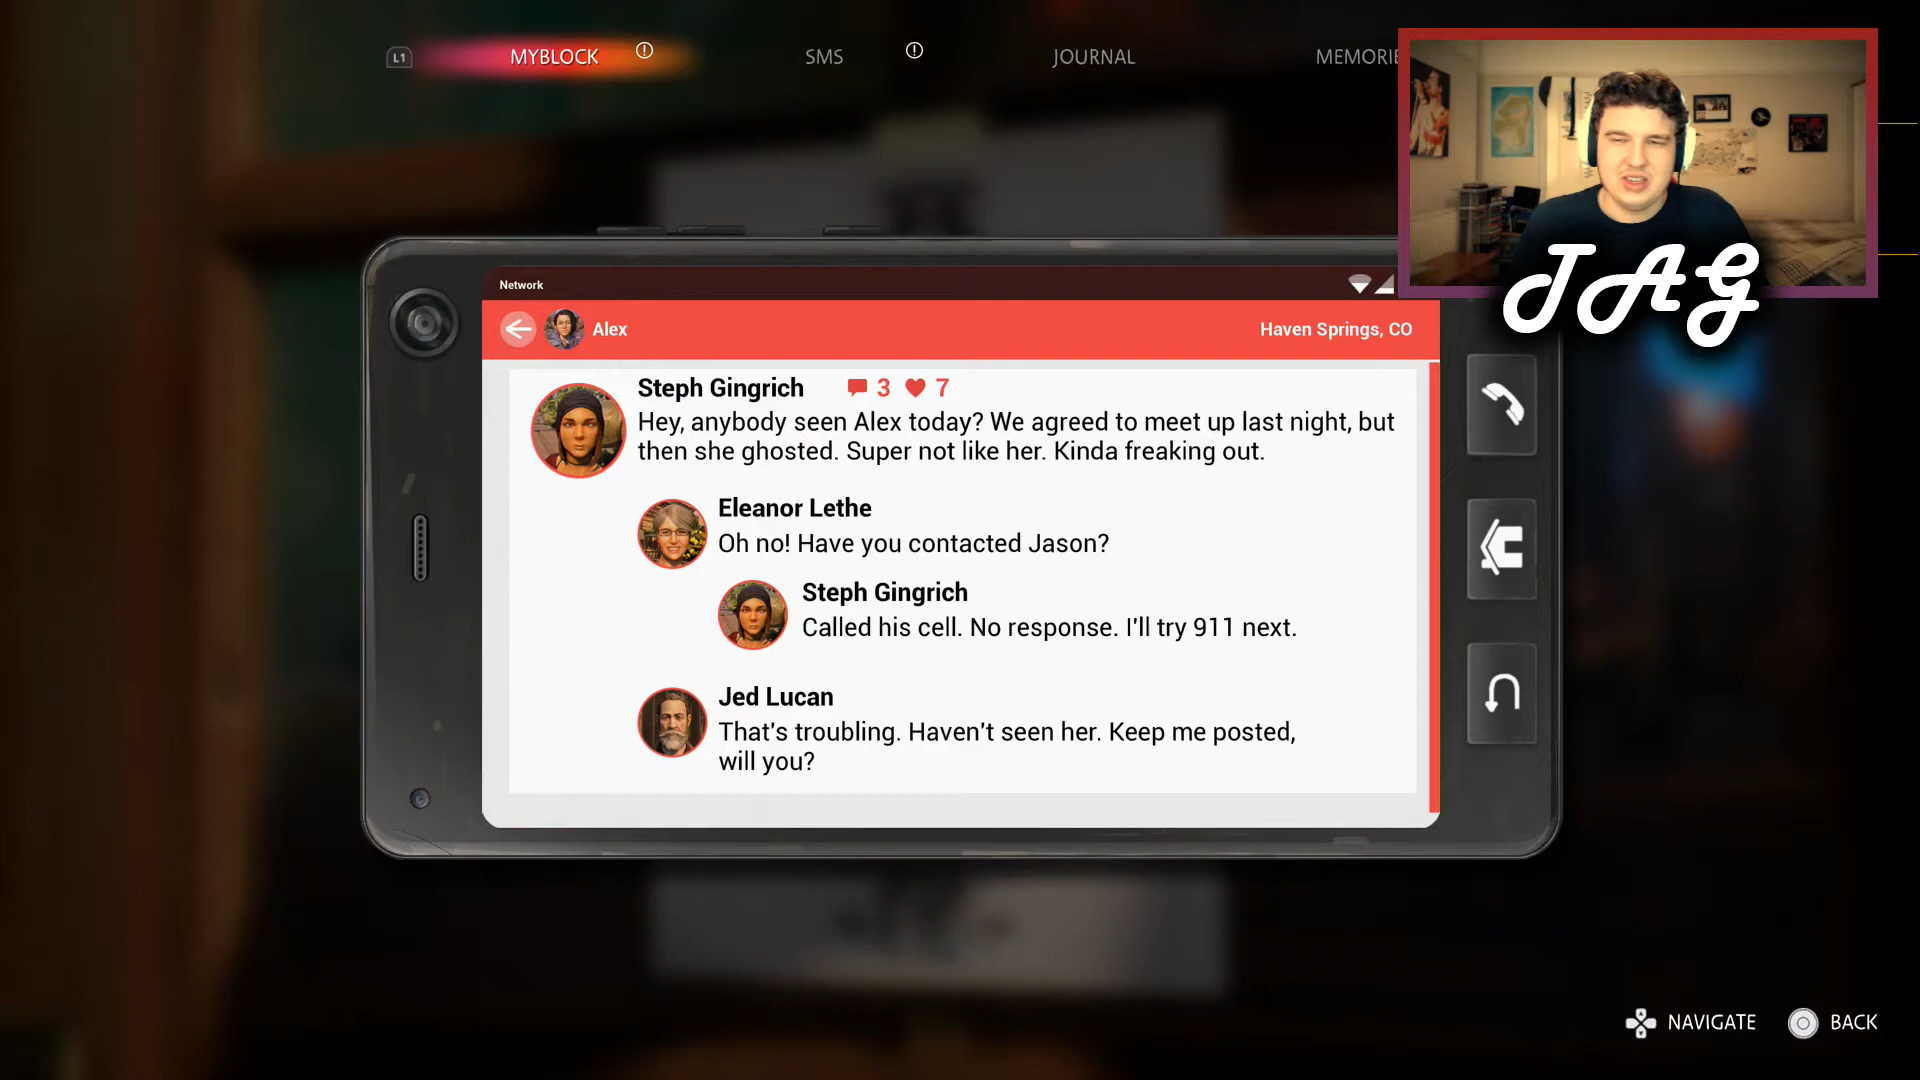 L1
MYBLOCK
SMS
JOURNAL
MEMORIE
TAG
Network
Alex
Haven Springs, CO
Steph Gingrich 3 7
Hey, anybody seen Alex today? We agreed to meet up last night, but
then she ghosted. Super not like her. Kinda freaking out.
Eleanor Lethe
Oh no! Have you contacted Jason?
Steph Gingrich
Called his cell. No response. I'll try 911 next.
Jed Lucan
That's troubling. Haven't seen her. Keep me posted,
will you?
NAVIGATE
BACK